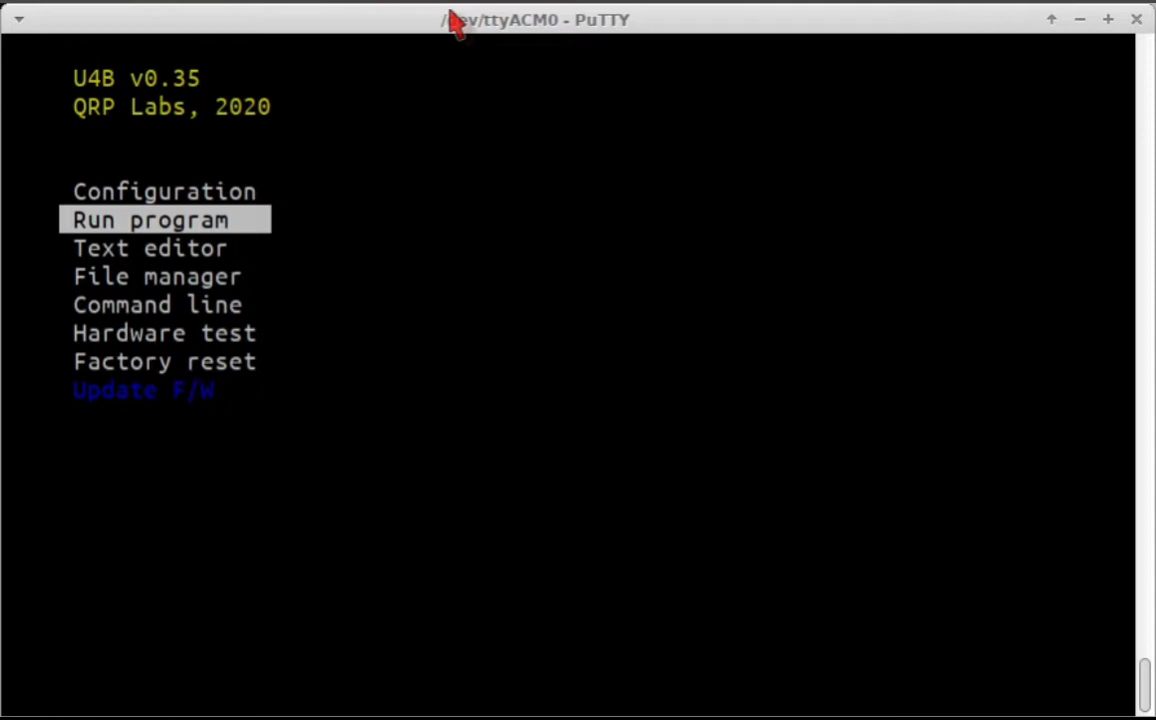 /dev/ttyACM0 - PuTTY
U4B v0.35
QRP Labs, 2020
Configuration
Run program
Text editor
File manager
Command line
Hardware test
Factory reset
Update F/W